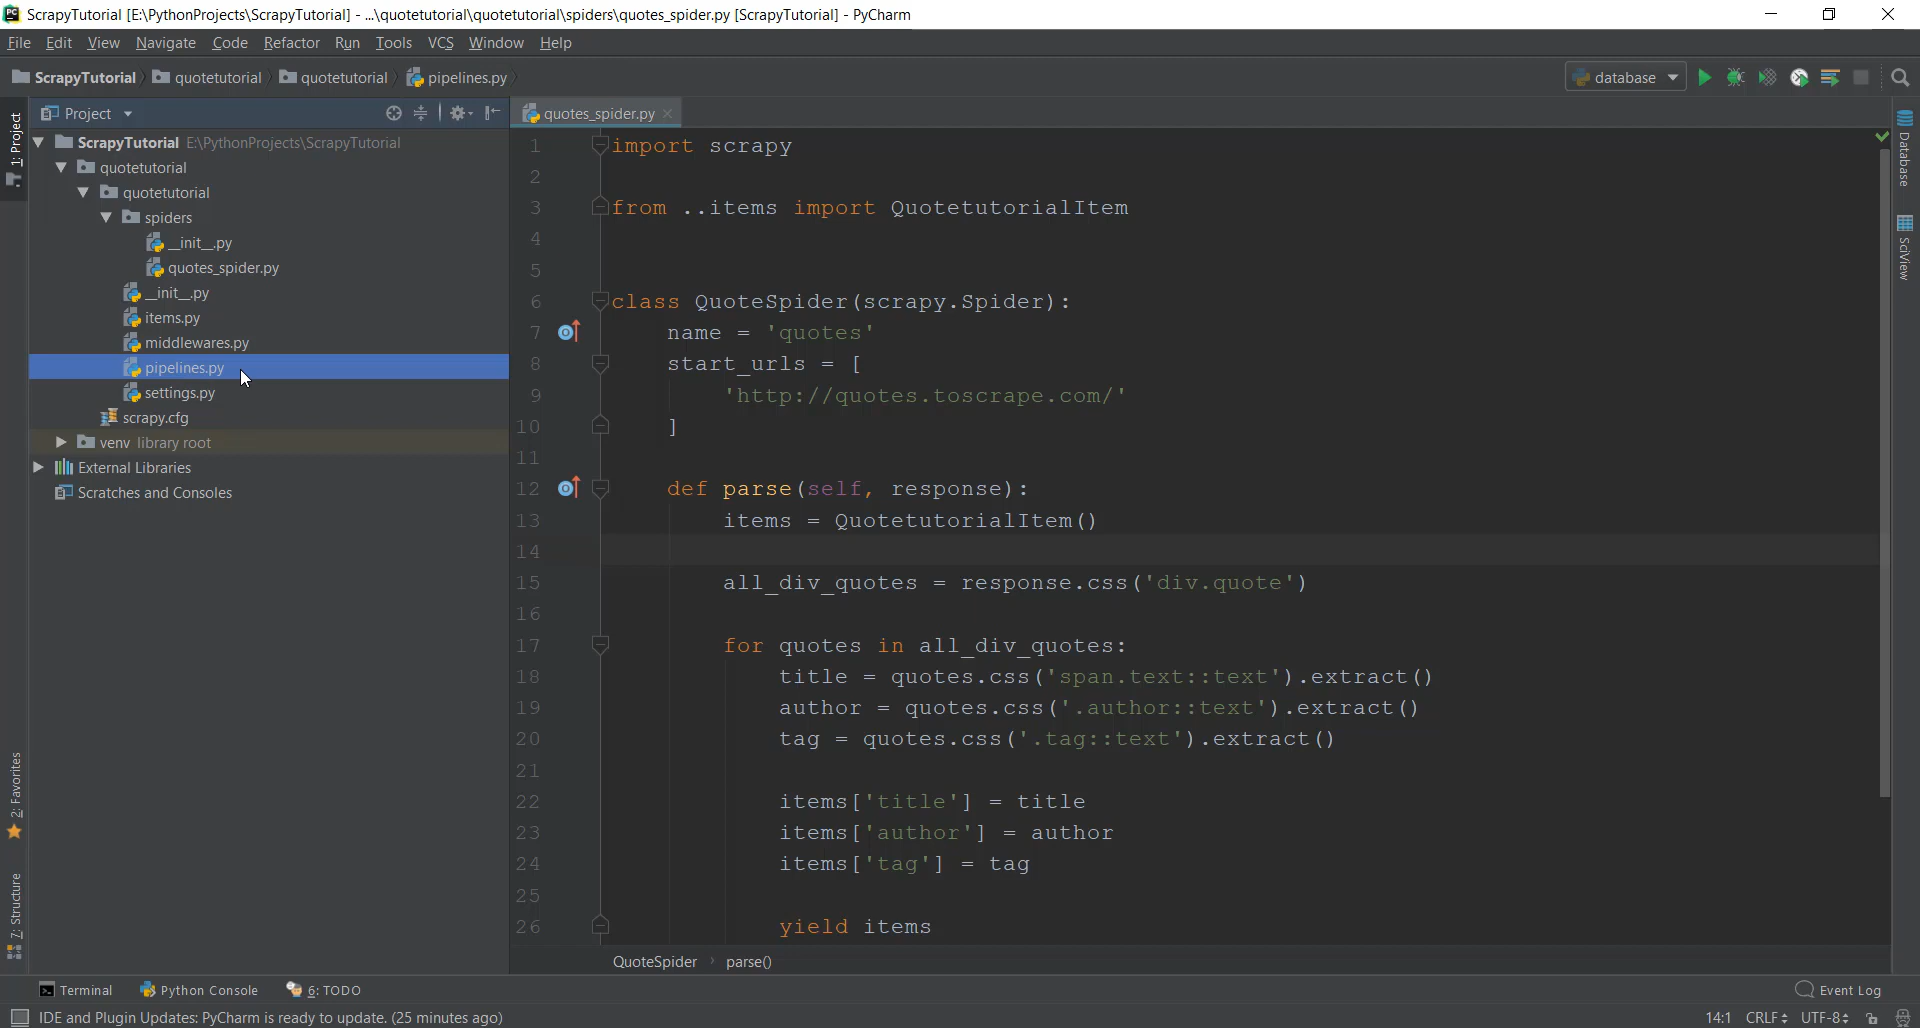 PC ScrapyTutorial [E:\PythonProjects\ScrapyTutorial] - ...\quotetutorial\quotetutorial\spiders\quotes_spider.py [ScrapyTutorial] - PyCharm
File Edit View Navigate Code Refactor Run Tools VCS Window Help
ScrapyTutorial quotetutorial quotetutorial pipelines.py database
1: Project
Project
ScrapyTutorial E:\PythonProjects\ScrapyTutorial
quotetutorial
quotetutorial
spiders
__init__.py
quotes_spider.py
__init__.py
items.py
middlewares.py
pipelines.py
settings.py
scrapy.cfg
venv library root
External Libraries
Scratches and Consoles
2: Favorites
7: Structure
quotes_spider.py
1 import scrapy
2
3 from ..items import QuotetutorialItem
4
5
6 class QuoteSpider(scrapy.Spider):
7 name = 'quotes'
8 start_urls = [
9 'http://quotes.toscrape.com/'
10 ]
11
12 def parse(self, response):
13 items = QuotetutorialItem()
14
15 all_div_quotes = response.css('div.quote')
16
17 for quotes in all_div_quotes:
18 title = quotes.css('span.text::text').extract()
19 author = quotes.css('.author::text').extract()
20 tag = quotes.css('.tag::text').extract()
21
22 items['title'] = title
23 items['author'] = author
24 items['tag'] = tag
25
26 yield items
QuoteSpider parse()
Database
SciView
Terminal Python Console 6: TODO Event Log
IDE and Plugin Updates: PyCharm is ready to update. (25 minutes ago) 14:1 CRLF UTF-8